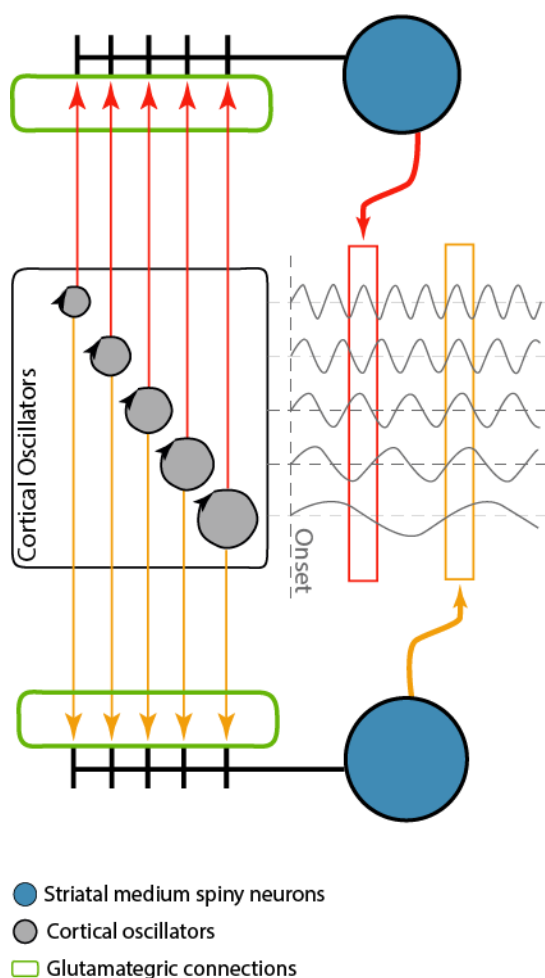 Cortical Oscillators
Onset
Striatal medium spiny neurons
Cortical oscillators
Glutamategric connections